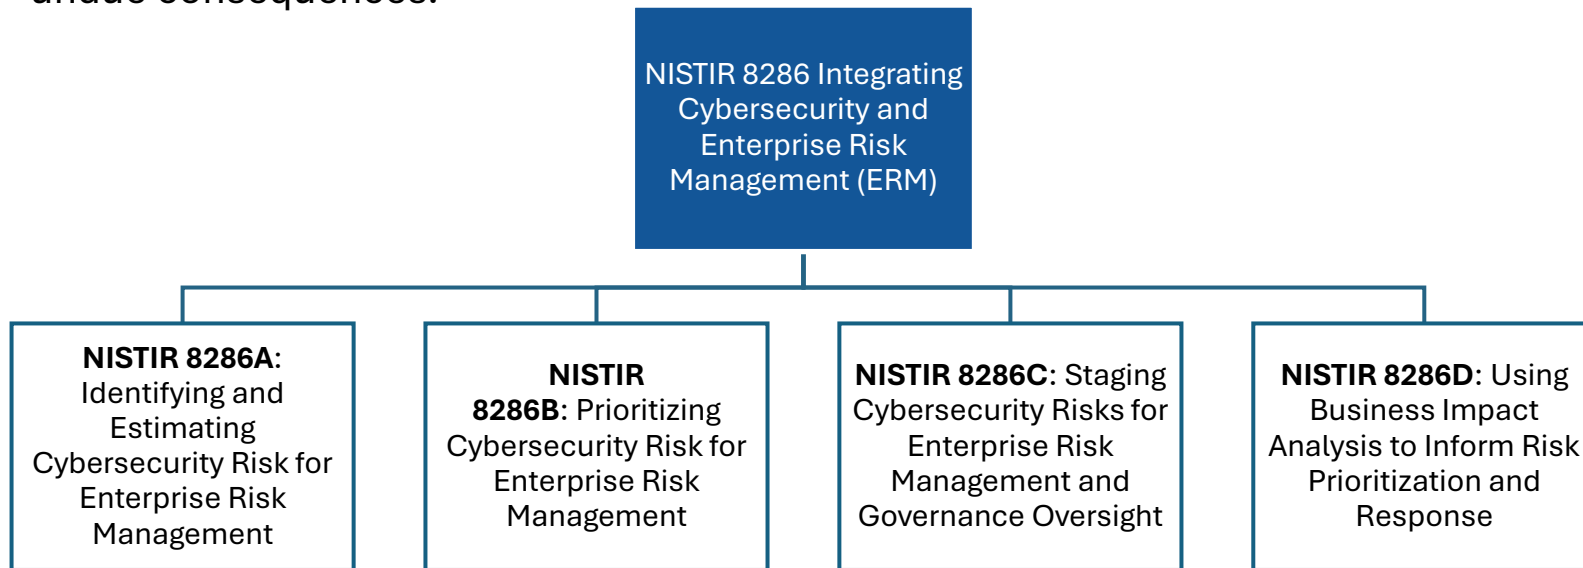 undue consequences.
NISTIR 8286 Integrating
Cybersecurity and
Enterprise Risk
Management (ERM)
NISTIR 8286A:
Identifying and
Estimating
Cybersecurity Risk for
Enterprise Risk
Management
NISTIR
8286B: Prioritizing
Cybersecurity Risk for
Enterprise Risk
Management
NISTIR 8286C: Staging
Cybersecurity Risks for
Enterprise Risk
Management and
Governance Oversight
NISTIR 8286D: Using
Business Impact
Analysis to Inform Risk
Prioritization and
Response